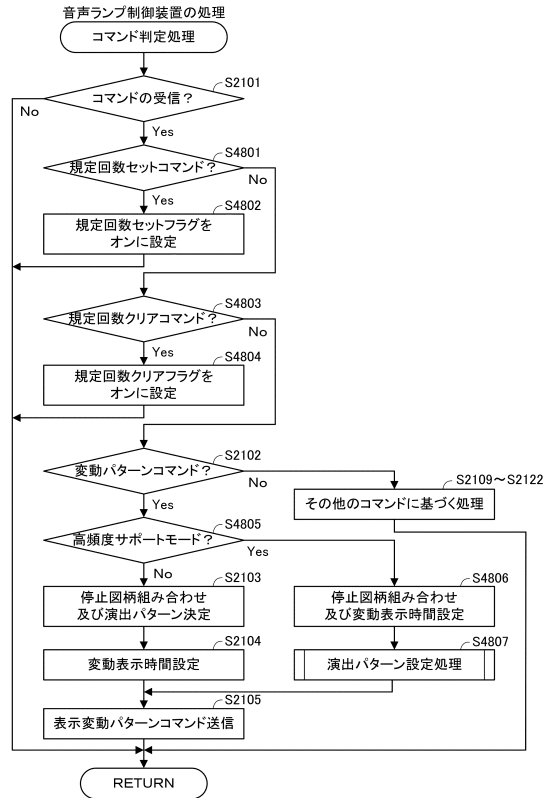 音声ランプ制御装置の処理
コマンド判定処理
S2101
コマンドの受信？
No
Yes
S4801
規定回数セットコマンド？
No
Yes
S4802
規定回数セットフラグを
オンに設定
S4803
規定回数クリアコマンド？
No
Yes
S4804
規定回数クリアフラグを
オンに設定
S2102
変動パターンコマンド？
No
Yes
S2109～S2122
その他のコマンドに基づく処理
S4805
高頻度サポートモード？
Yes
No
S2103
停止図柄組み合わせ
及び演出パターン決定
S4806
停止図柄組み合わせ
及び変動表示時間設定
S2104
変動表示時間設定
S4807
演出パターン設定処理
S2105
表示変動パターンコマンド送信
RETURN